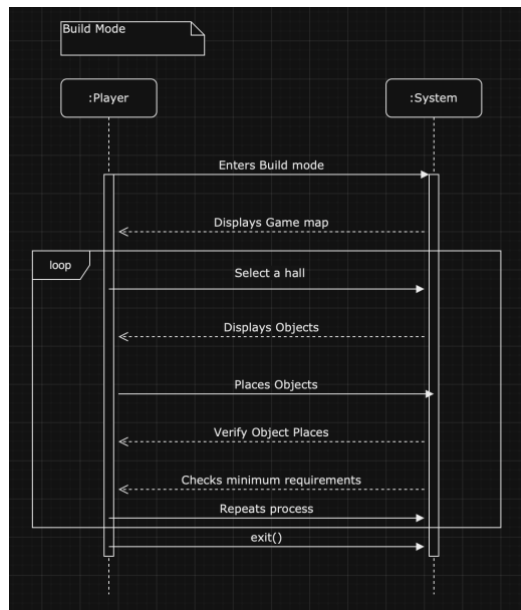 Build Mode
:Player
:System
Enters Build mode
Displays Game map
loop
Select a hall
Displays Objects
Places Objects
Verify Object Places
Checks minimum requirements
Repeats process
exit()